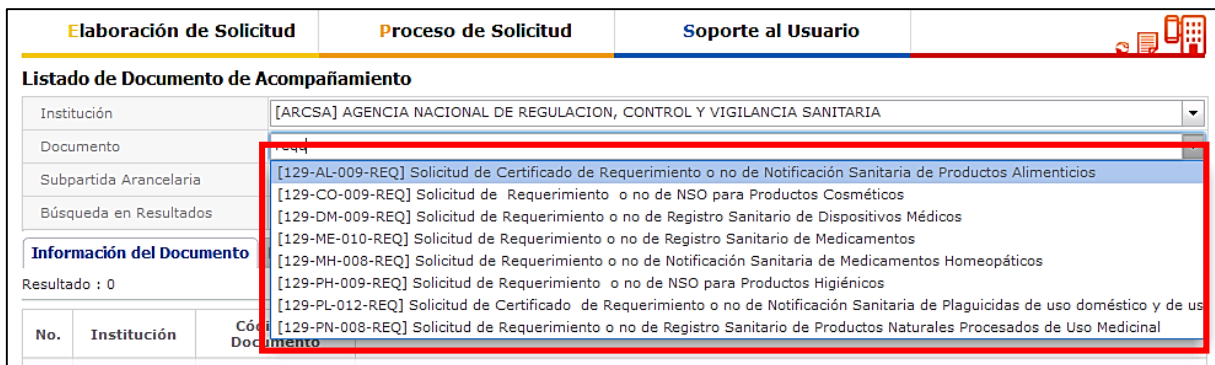 Elaboración de Solicitud Proceso de Solicitud Soporte al Usuario
Listado de Documento de Acompañamiento
Institución [ARCSA] AGENCIA NACIONAL DE REGULACION, CONTROL Y VIGILANCIA SANITARIA
Documento
[129-AL-009-REQ] Solicitud de Certificado de Requerimiento o no de Notificación Sanitaria de Productos Alimenticios
Subpartida Arancelaria
[129-CO-009-REQ] Solicitud de Requerimiento o no de NSO para Productos Cosméticos
Búsqueda en Resultados
[129-DM-009-REQ] Solicitud de Requerimiento o no de Registro Sanitario de Dispositivos Médicos
[129-ME-010-REQ] Solicitud de Requerimiento o no de Registro Sanitario de Medicamentos
Información del Documento
[129-MH-008-REQ] Solicitud de Requerimiento o no de Notificación Sanitaria de Medicamentos Homeopáticos
Resultado : 0
[129-PH-009-REQ] Solicitud de Requerimiento o no de NSO para Productos Higiénicos
[129-PL-012-REQ] Solicitud de Certificado de Requerimiento o no de Notificación Sanitaria de Plaguicidas de uso doméstico y de us
[129-PN-008-REQ] Solicitud de Requerimiento o no de Registro Sanitario de Productos Naturales Procesados de Uso Medicinal
No. Institución
Documento